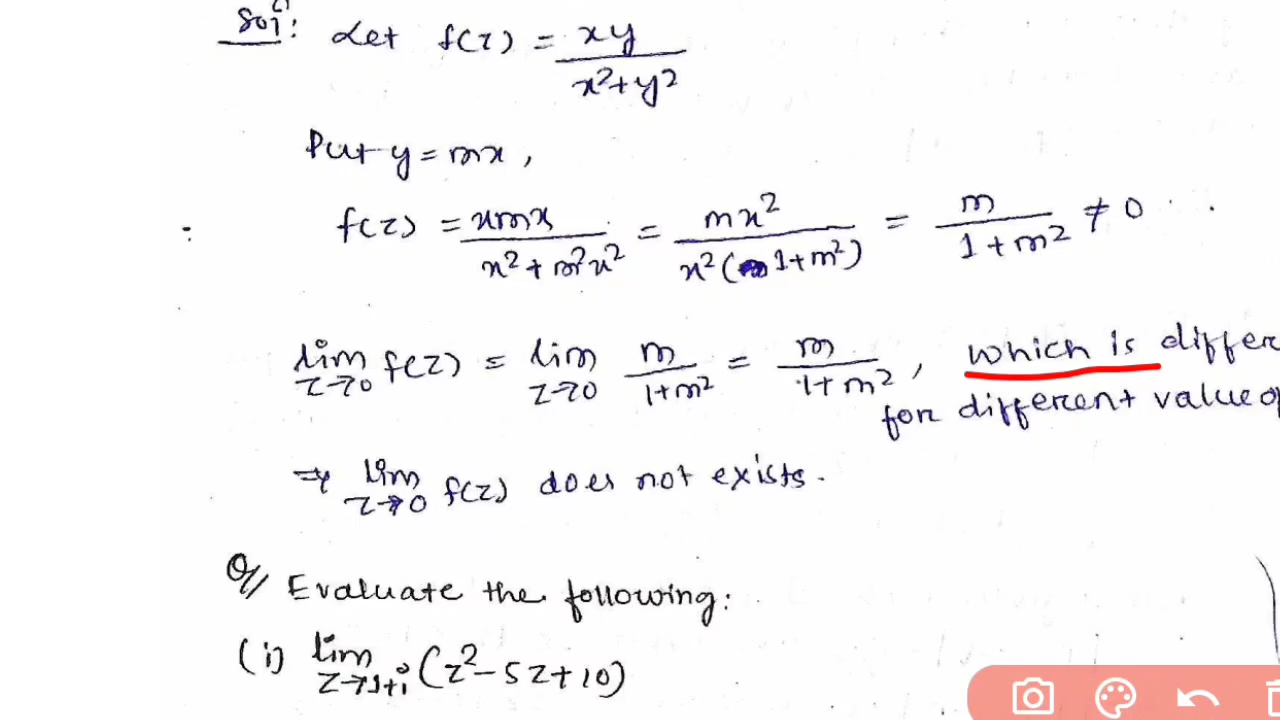 Soln: Let f(z) = xy / x²+y²
Put y = mx,
f(z) = xmx / x²+m²x² = mx² / x²(1+m²) = m / 1+m² ≠ 0
lim z→0 f(z) = lim z→0 m / 1+m² = m / 1+m², which is differ
for different value of
⇒ lim z→0 f(z) does not exists.
Q/ Evaluate the following:
(i) lim z→1+i (z²-5z+10)